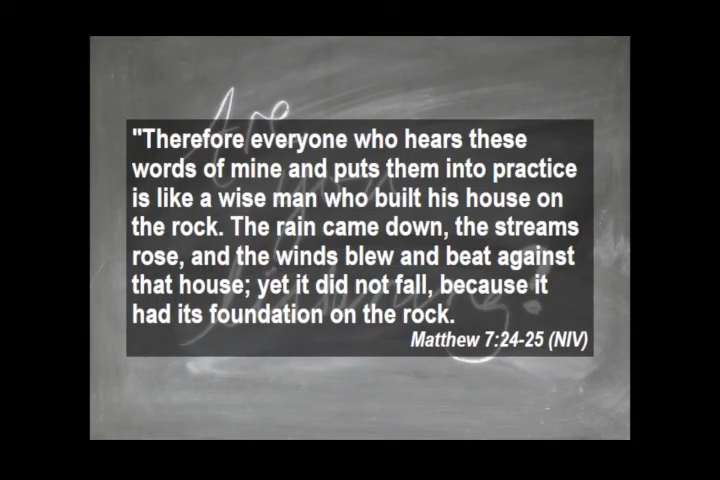 Are
you
listening?
"Therefore everyone who hears these
words of mine and puts them into practice
is like a wise man who built his house on
the rock. The rain came down, the streams
rose, and the winds blew and beat against
that house; yet it did not fall, because it
had its foundation on the rock.
Matthew 7:24-25 (NIV)